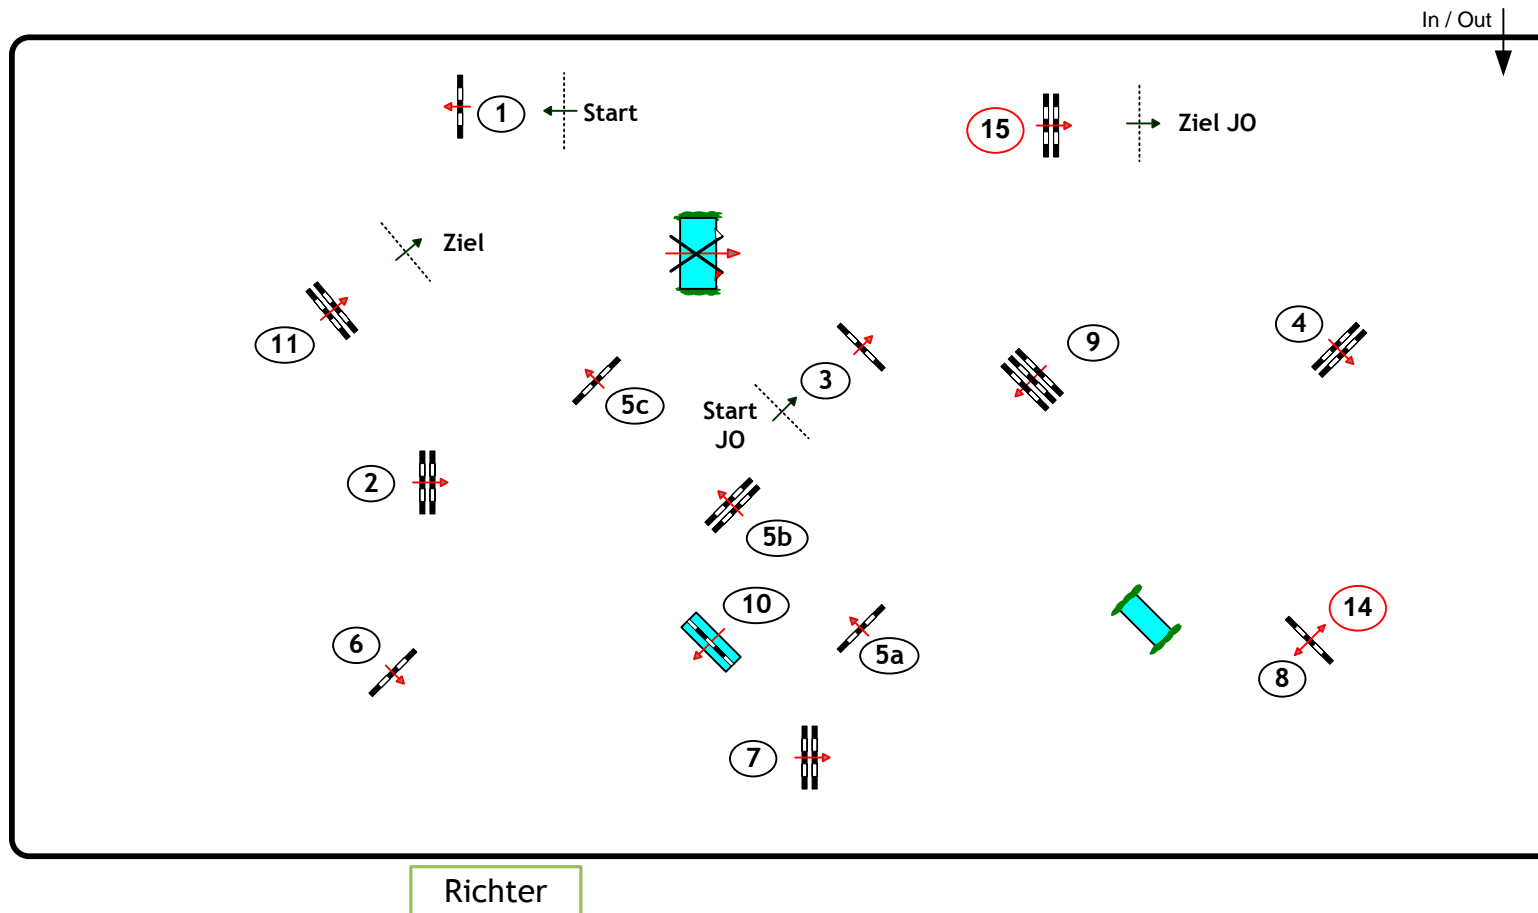 In / Out
1
Start
15
Ziel JO
Ziel
11
5c
3
9
4
Start
JO
2
5b
10
14
6
5a
8
7
Richter